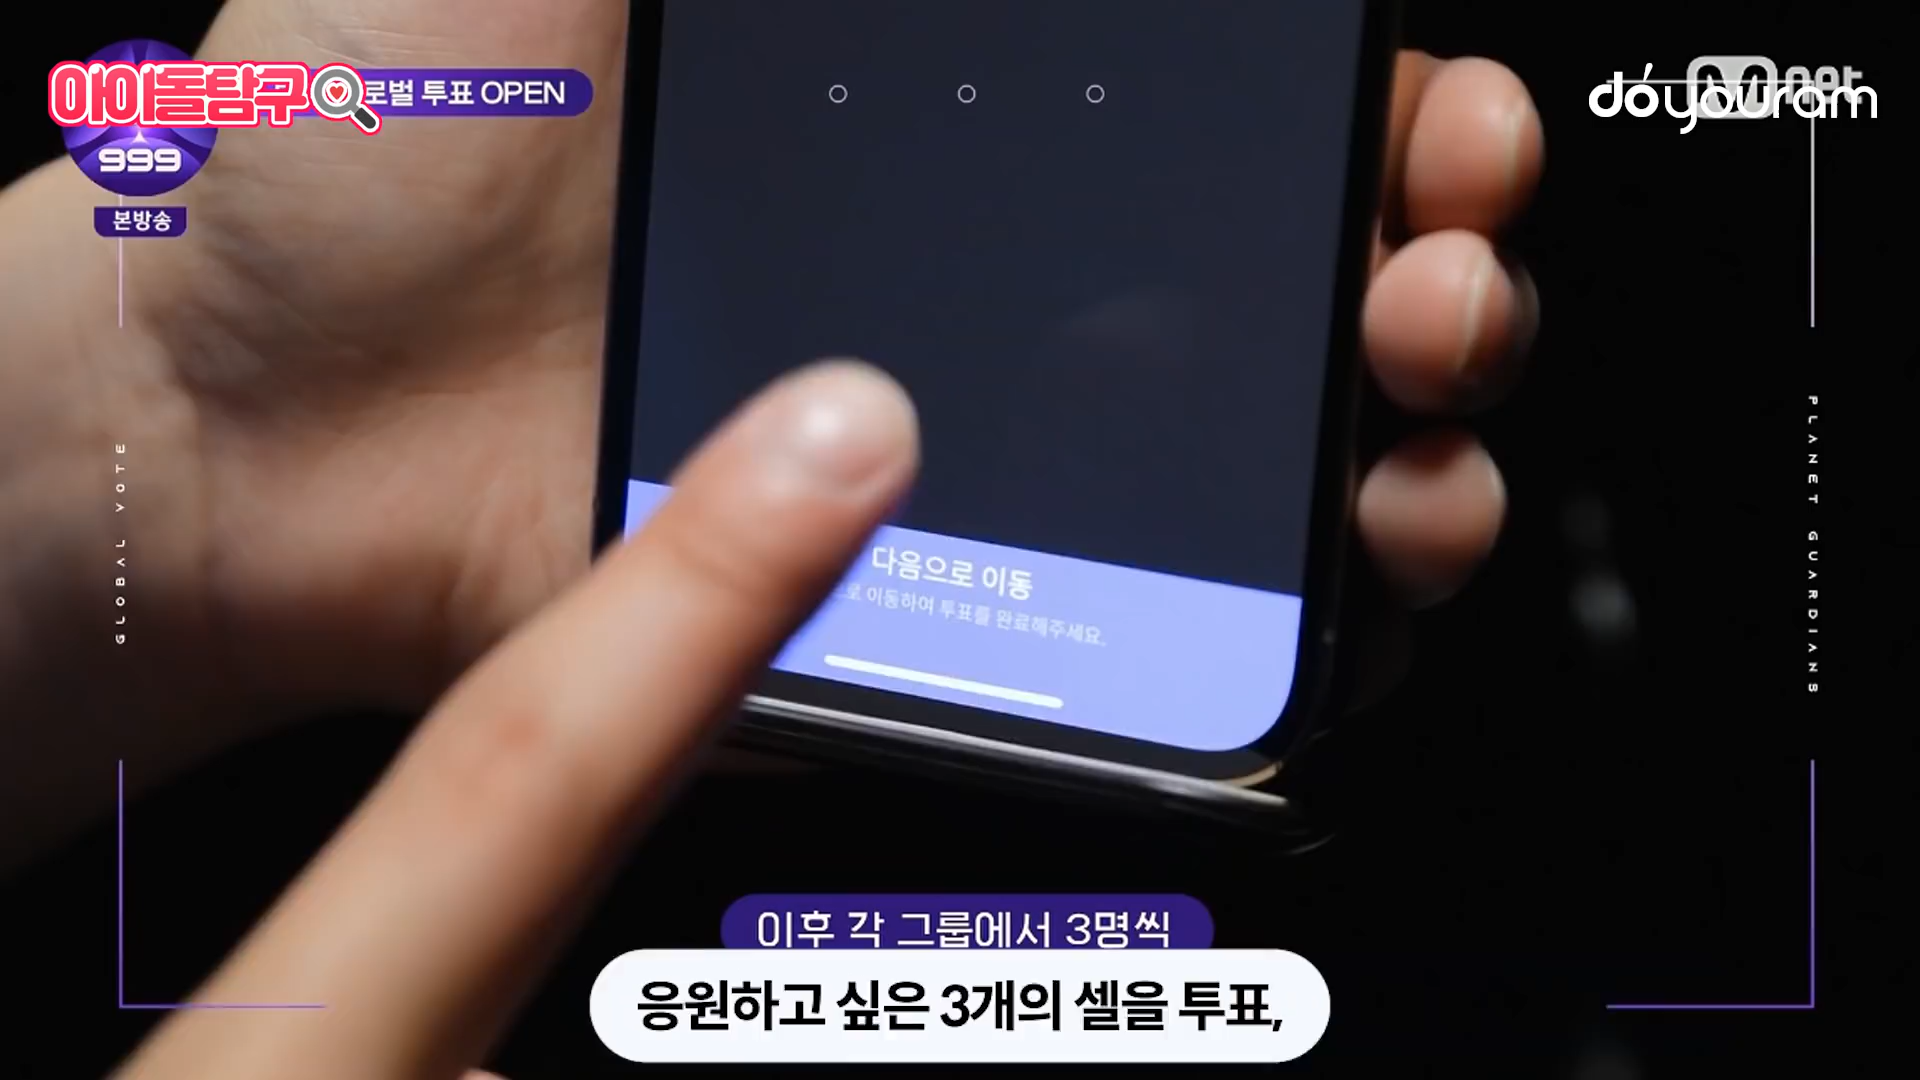 아이돌탐구
로벌 투표 OPEN
999
본방송
doyouram
net
GLOBAL VOTE
PLANET GUARDIANS
다음으로 이동
로 이동하여 투표를 완료해주세요.
이후 각 그룹에서 3명씩
응원하고 싶은 3개의 셀을 투표,